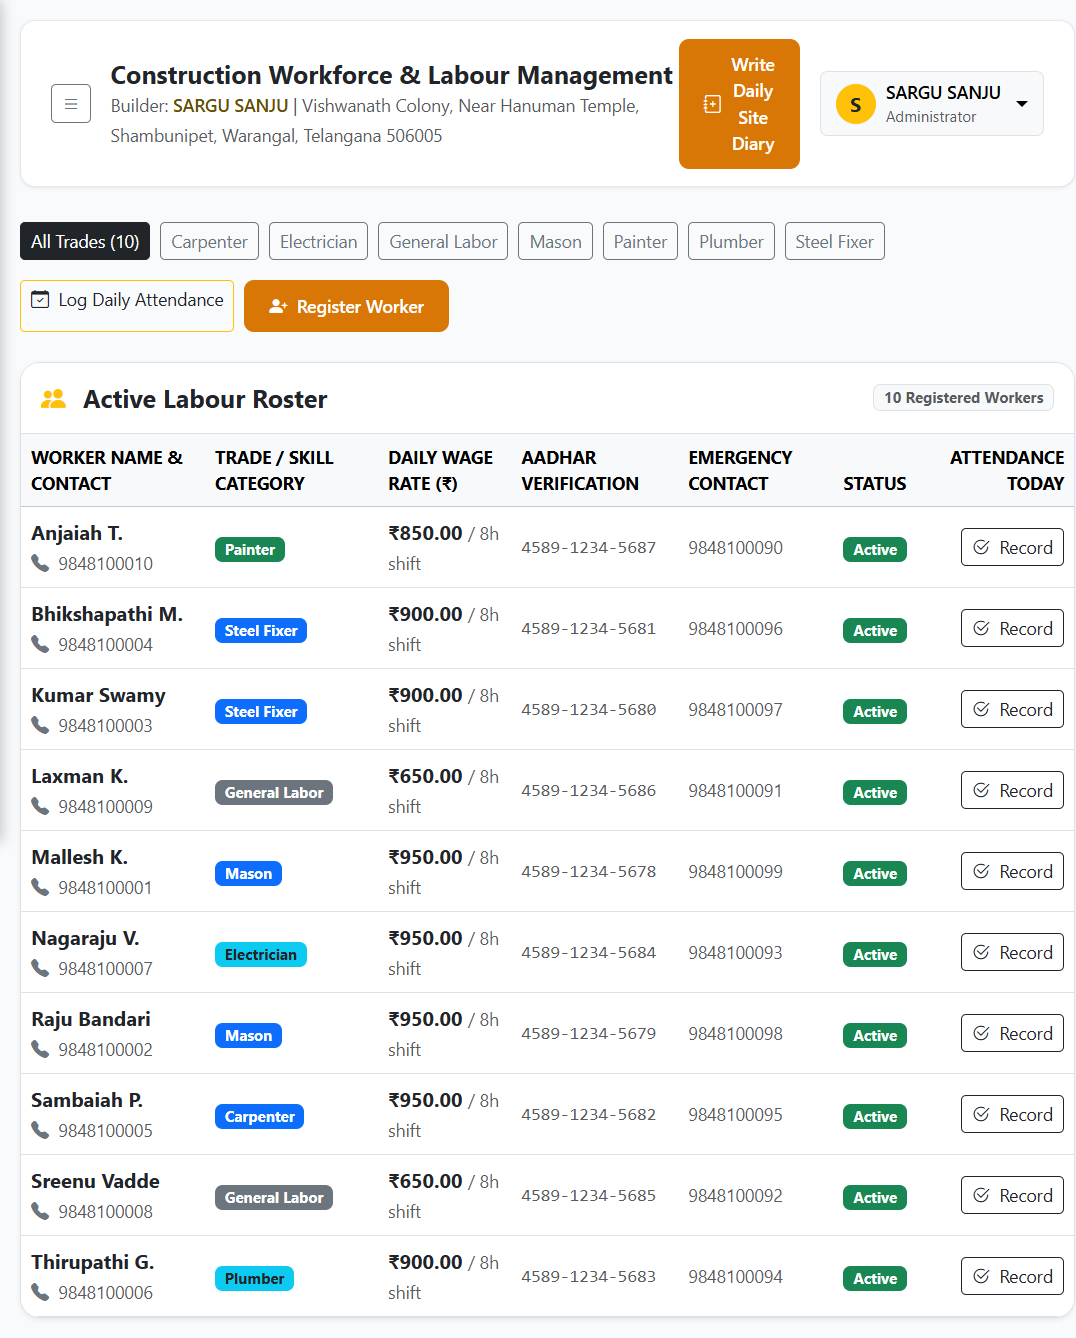 Construction Workforce & Labour Management
Builder: SARGU SANJU | Vishwanath Colony, Near Hanuman Temple,
Shambunipet, Warangal, Telangana 506005
Write
Daily
Site
Diary
S
SARGU SANJU
Administrator
All Trades (10)
Carpenter
Electrician
General Labor
Mason
Painter
Plumber
Steel Fixer
Log Daily Attendance
Register Worker
Active Labour Roster
10 Registered Workers
WORKER NAME & CONTACT
TRADE / SKILL CATEGORY
DAILY WAGE RATE (₹)
AADHAR VERIFICATION
EMERGENCY CONTACT
STATUS
ATTENDANCE TODAY
Anjaiah T.
9848100010
Painter
₹850.00 / 8h
shift
4589-1234-5687
9848100090
Active
Record
Bhikshapathi M.
9848100004
Steel Fixer
₹900.00 / 8h
shift
4589-1234-5681
9848100096
Active
Record
Kumar Swamy
9848100003
Steel Fixer
₹900.00 / 8h
shift
4589-1234-5680
9848100097
Active
Record
Laxman K.
9848100009
General Labor
₹650.00 / 8h
shift
4589-1234-5686
9848100091
Active
Record
Mallesh K.
9848100001
Mason
₹950.00 / 8h
shift
4589-1234-5678
9848100099
Active
Record
Nagaraju V.
9848100007
Electrician
₹950.00 / 8h
shift
4589-1234-5684
9848100093
Active
Record
Raju Bandari
9848100002
Mason
₹950.00 / 8h
shift
4589-1234-5679
9848100098
Active
Record
Sambaiah P.
9848100005
Carpenter
₹950.00 / 8h
shift
4589-1234-5682
9848100095
Active
Record
Sreenu Vadde
9848100008
General Labor
₹650.00 / 8h
shift
4589-1234-5685
9848100092
Active
Record
Thirupathi G.
9848100006
Plumber
₹900.00 / 8h
shift
4589-1234-5683
9848100094
Active
Record